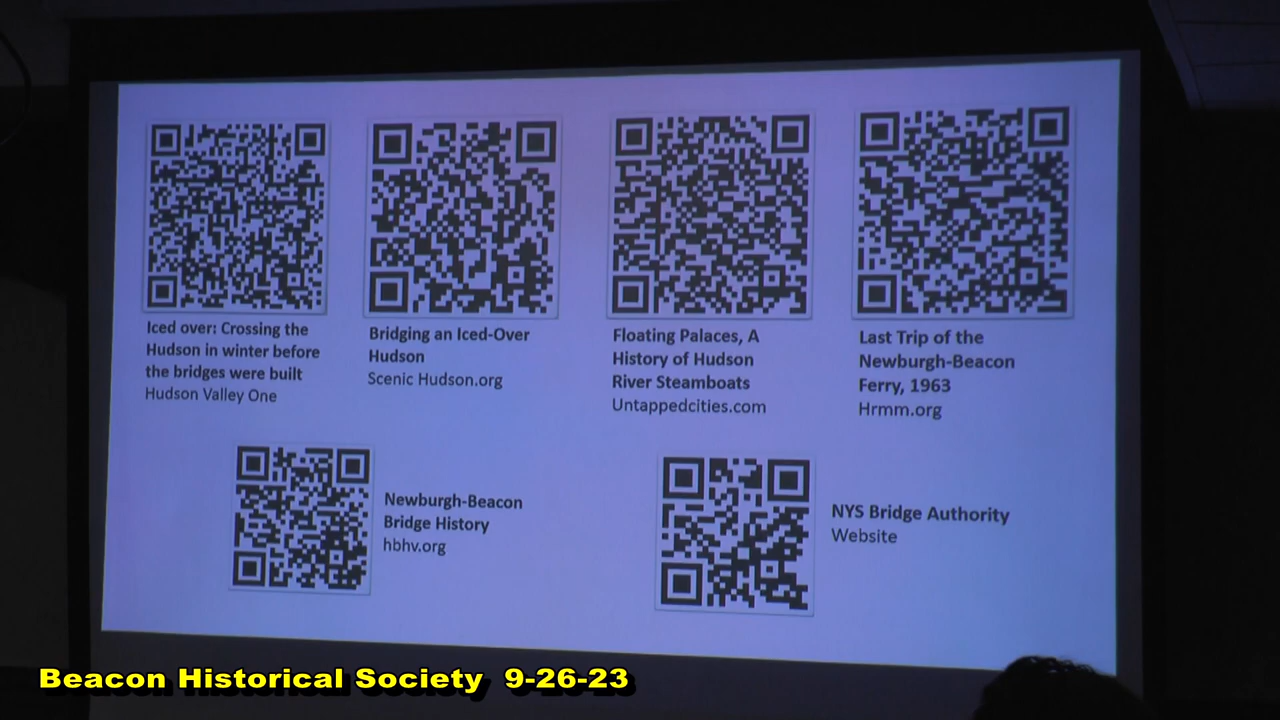 Iced over: Crossing the
Hudson in winter before
the bridges were built
Hudson Valley One
Bridging an Iced-Over
Hudson
Scenic Hudson.org
Floating Palaces, A
History of Hudson
River Steamboats
Untappedcities.com
Last Trip of the
Newburgh-Beacon
Ferry, 1963
Hrmm.org
Newburgh-Beacon
Bridge History
hbhv.org
NYS Bridge Authority
Website
Beacon Historical Society 9-26-23